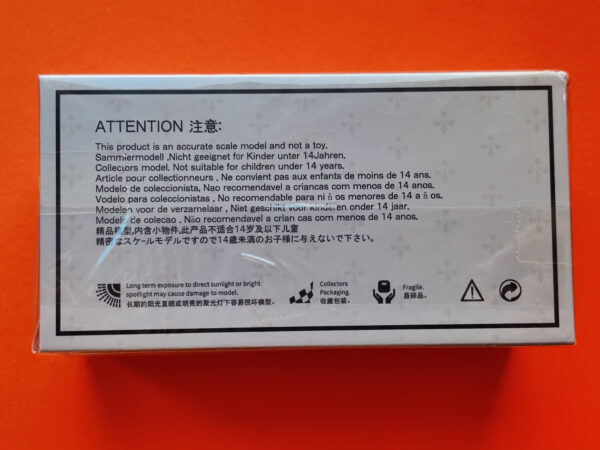 ATTENTION 注意:
This product is an accurate scale model and not a toy.
Sammiermodell .Nicht geeignet für Kinder unter 14Jahren.
Collecuors model. Not suitable for children under 14 years.
Article pour collectionneurs . Ne convient pas aux enfants de moins de 14 ans.
Modelo de coleccionista, Nao recomendavel a criancas com menos de 14 anos.
Vodelo para colleccionistas , No recomendable para ni ñ os menores de 14 a ñ os.
Modelen voor de verzamelaar , Niet geschikt voor kinderen onder 14 jaar.
Modelo de colecao , Não recomendavel a crian cas com menos de 14 anos.
精品模型,内含小物件,此产品不适合14岁及以下儿童
精密はスケールモデルですので14歳未満のお子様に与えないで下さい。
Long term exposure to direct sunlight or bright
spotlight may cause damage to model.
长期的阳光直晒或明亮的聚光灯下容易损坏模型。
Collectors
Packaging.
收藏包装。
Fragile.
易碎品。